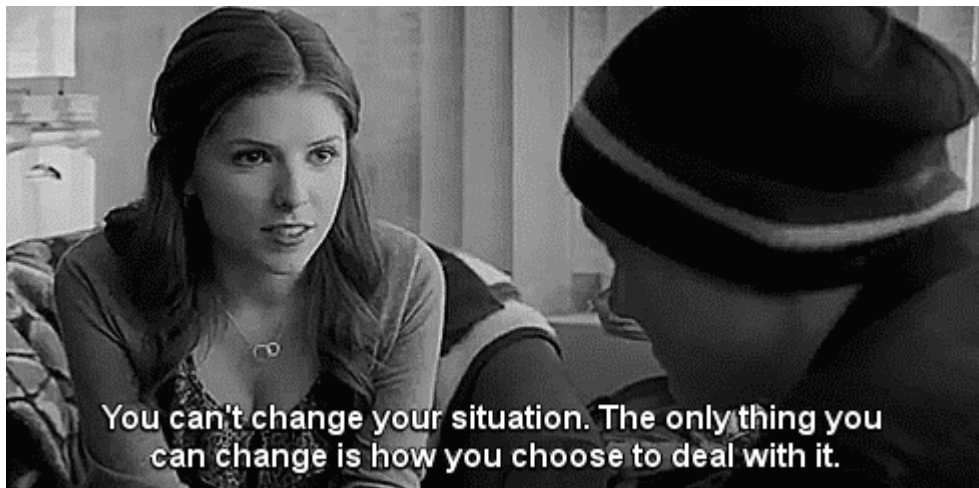 You can't change your situation. The only thing you
can change is how you choose to deal with it.